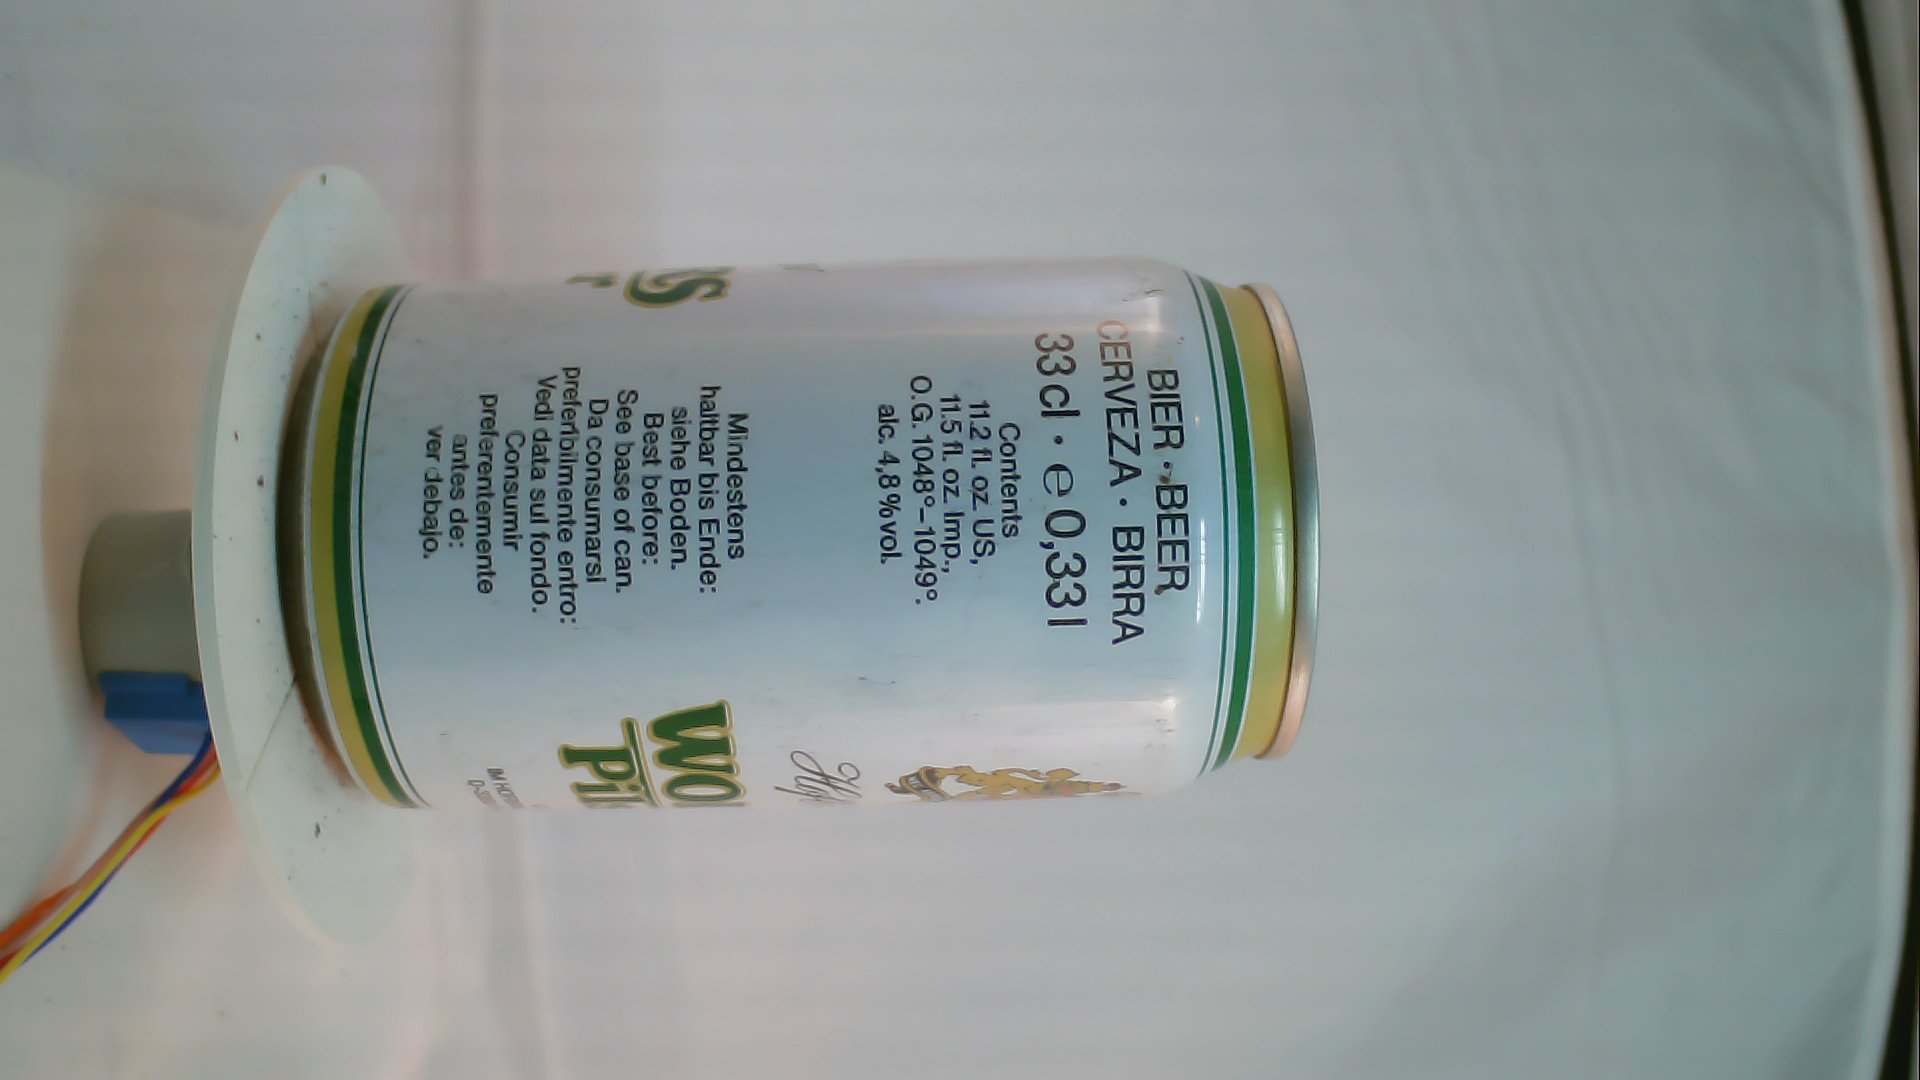 BIER · BEER
CERVEZA · BIRRA
33 cl · e 0,33 l
Contents
11.2 fl. oz. US,
11.5 fl. oz. Imp.,
O.G. 1048°–1049°.
alc. 4,8 %vol.
Mindestens
haltbar bis Ende:
siehe Boden.
Best before:
See base of can.
Da consumarsi
preferibilmente entro:
Vedi data sul fondo.
Consumir
preferentemente
antes de:
ver debajo.